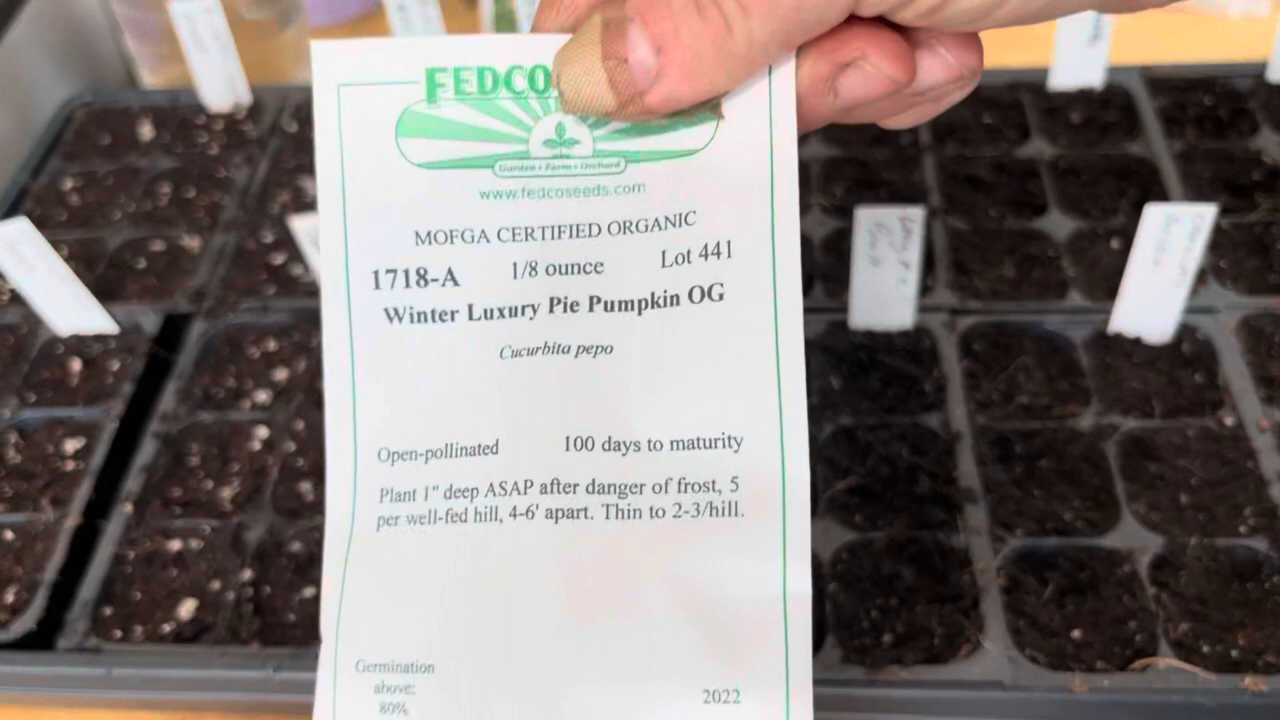 FEDCO
Garden • Farm • Orchard
www.fedcoseeds.com
MOFGA CERTIFIED ORGANIC
1718-A 1/8 ounce Lot 441
Winter Luxury Pie Pumpkin OG
Cucurbita pepo
Open-pollinated 100 days to maturity
Plant 1" deep ASAP after danger of frost, 5
per well-fed hill, 4-6' apart. Thin to 2-3/hill.
Germination
above:
80%
2022